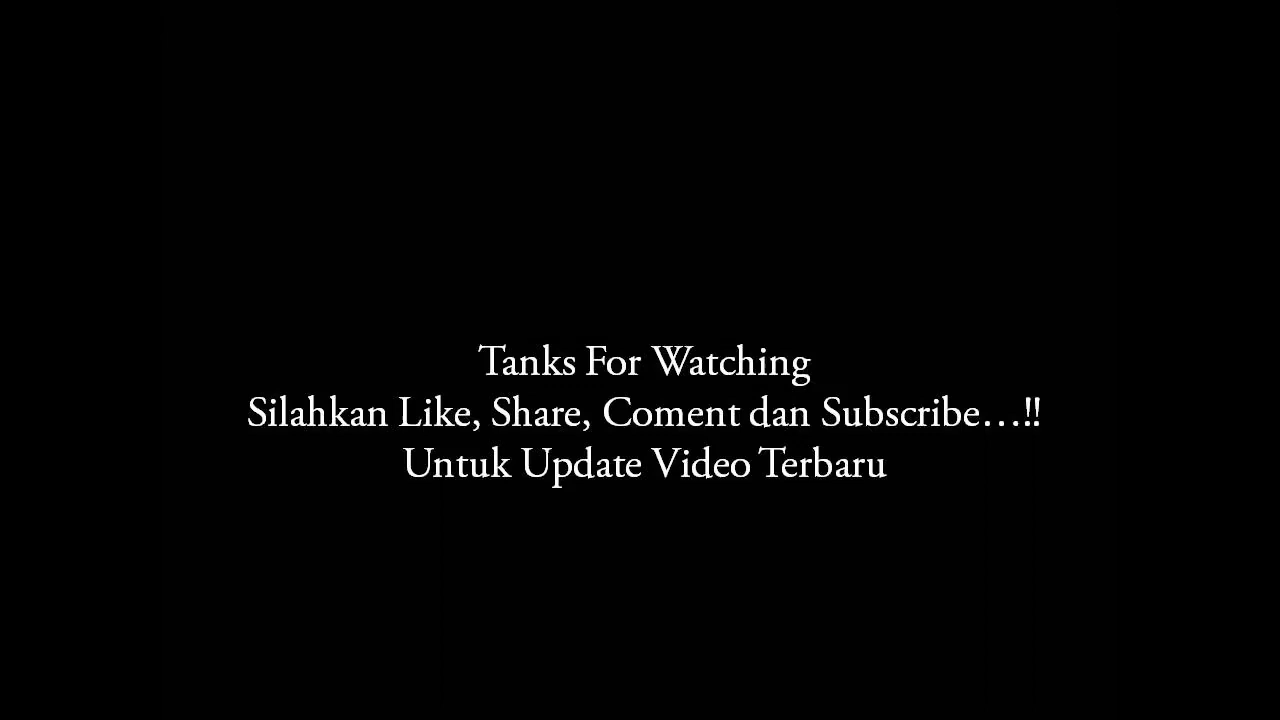 Tanks For Watching
Silahkan Like, Share, Coment dan Subscribe...!!
Untuk Update Video Terbaru